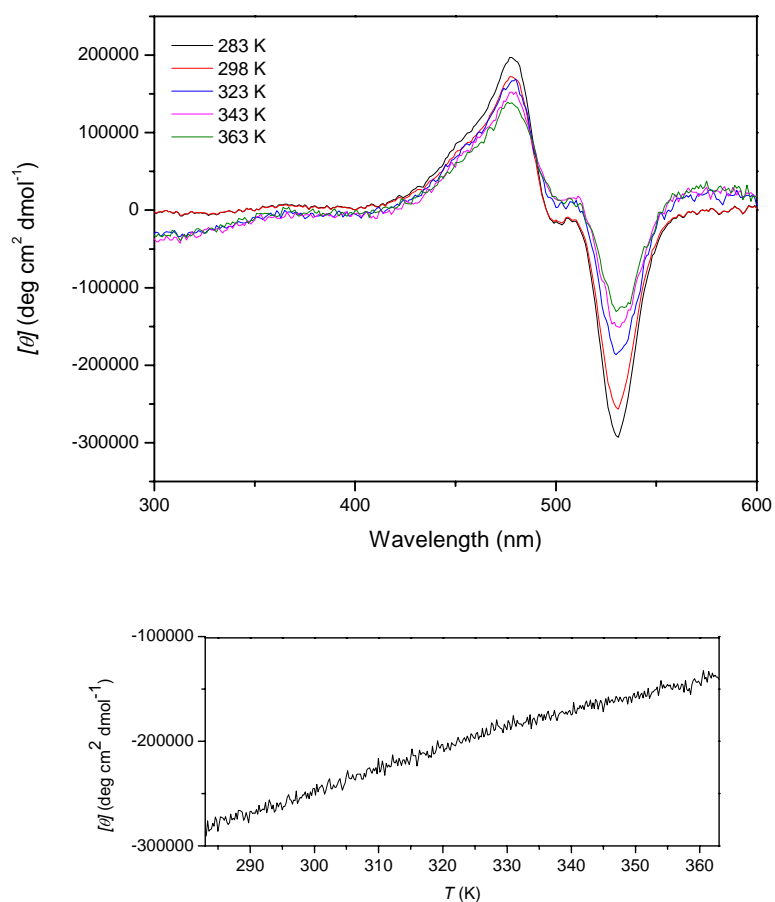 200000
100000
0
-100000
-200000
-300000
[θ] (deg cm² dmol⁻¹)
283 K
298 K
323 K
343 K
363 K
300 400 500 600
Wavelength (nm)
-100000
-200000
-300000
[θ] (deg cm² dmol⁻¹)
290 300 310 320 330 340 350 360
T (K)